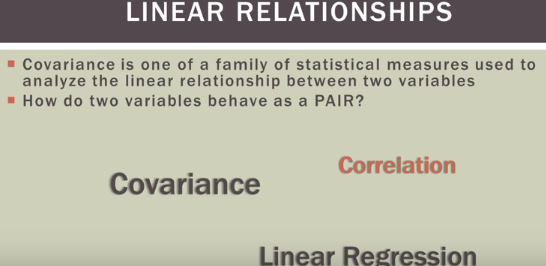 LINEAR RELATIONSHIPS
Covariance is one of a family of statistical measures used to
analyze the linear relationship between two variables
How do two variables behave as a PAIR?
Correlation
Covariance
Linear Regression